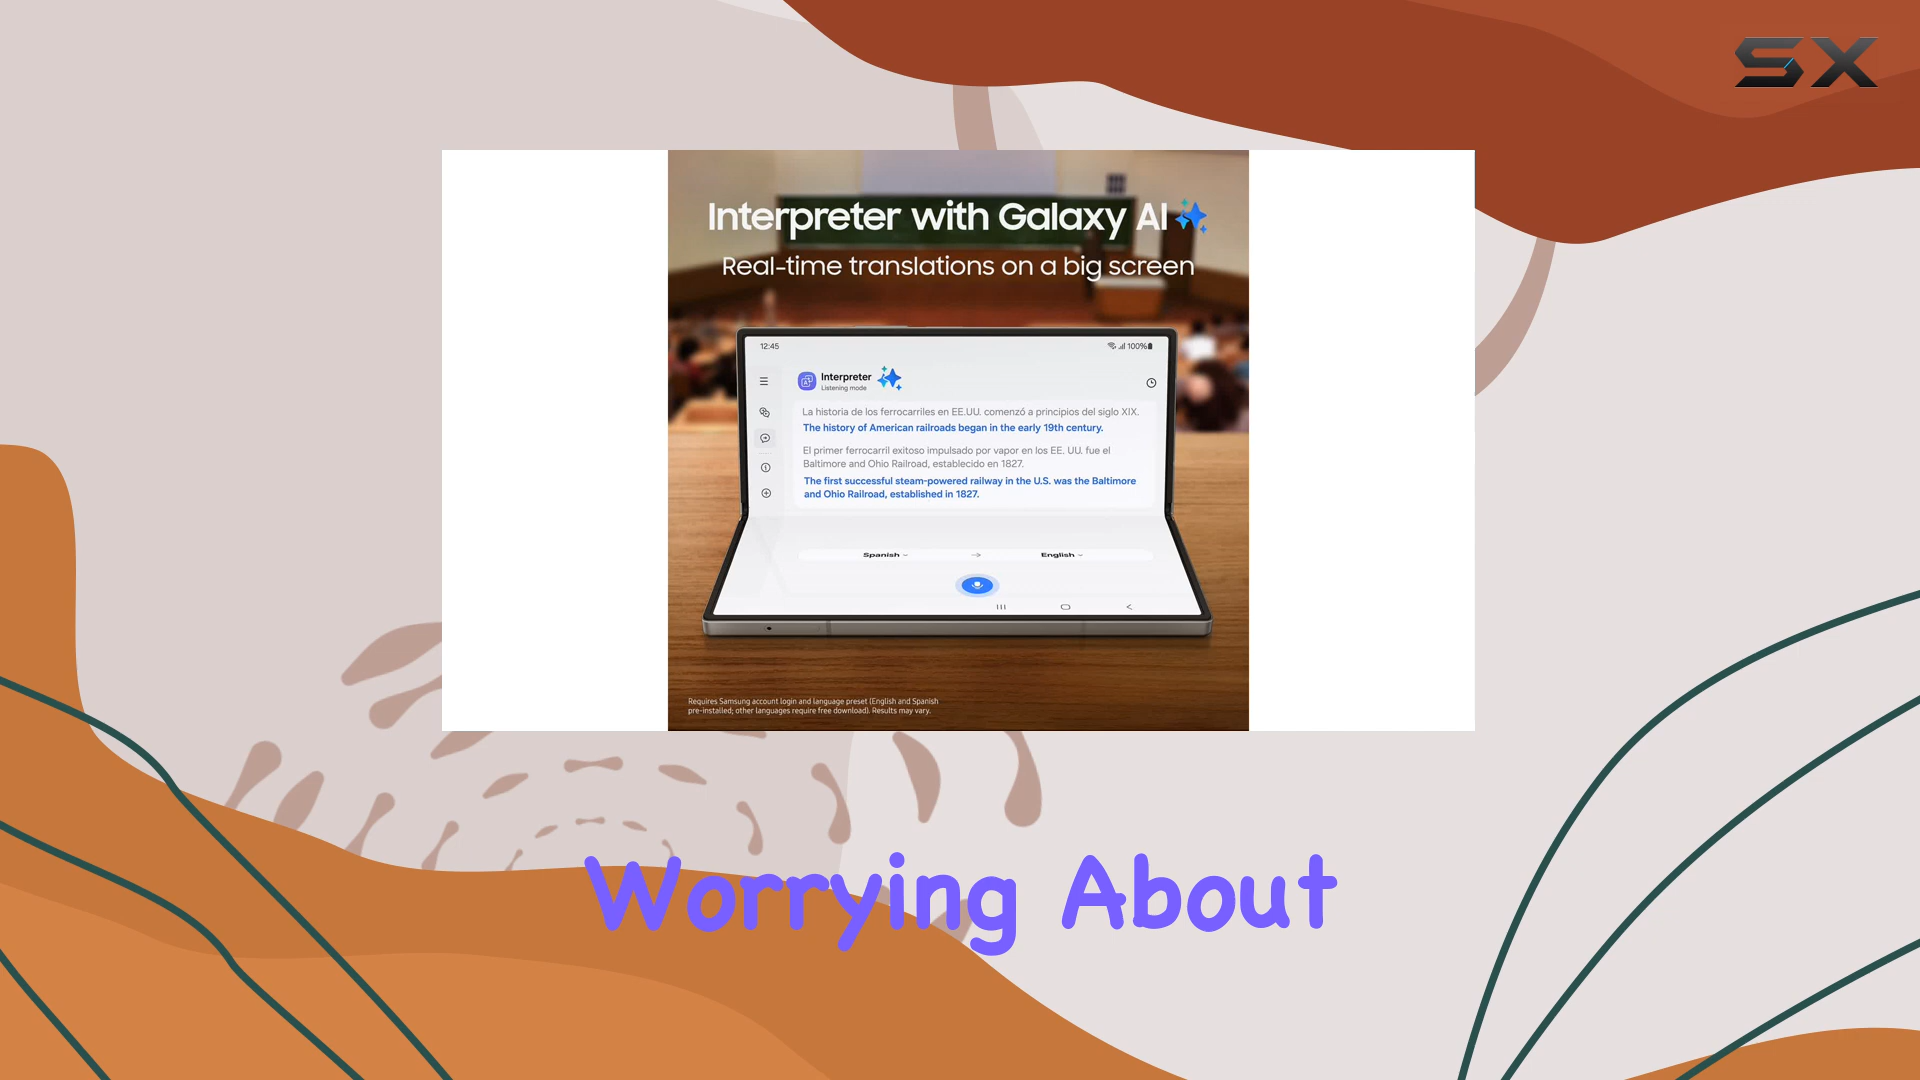 SX
Interpreter with Galaxy AI
Real-time translations on a big screen
12:45
100%
Interpreter
Listening mode
La historia de los ferrocarriles en EE.UU. comenzó a principios del siglo XIX.
The history of American railroads began in the early 19th century.
El primer ferrocarril exitoso impulsado por vapor en los EE. UU. fue el
Baltimore and Ohio Railroad, establecido en 1827.
The first successful steam-powered railway in the U.S. was the Baltimore
and Ohio Railroad, established in 1827.
Spanish
English
Requires Samsung account login and language preset (English and Spanish
pre-installed; other languages require free download). Results may vary.
Worrying About